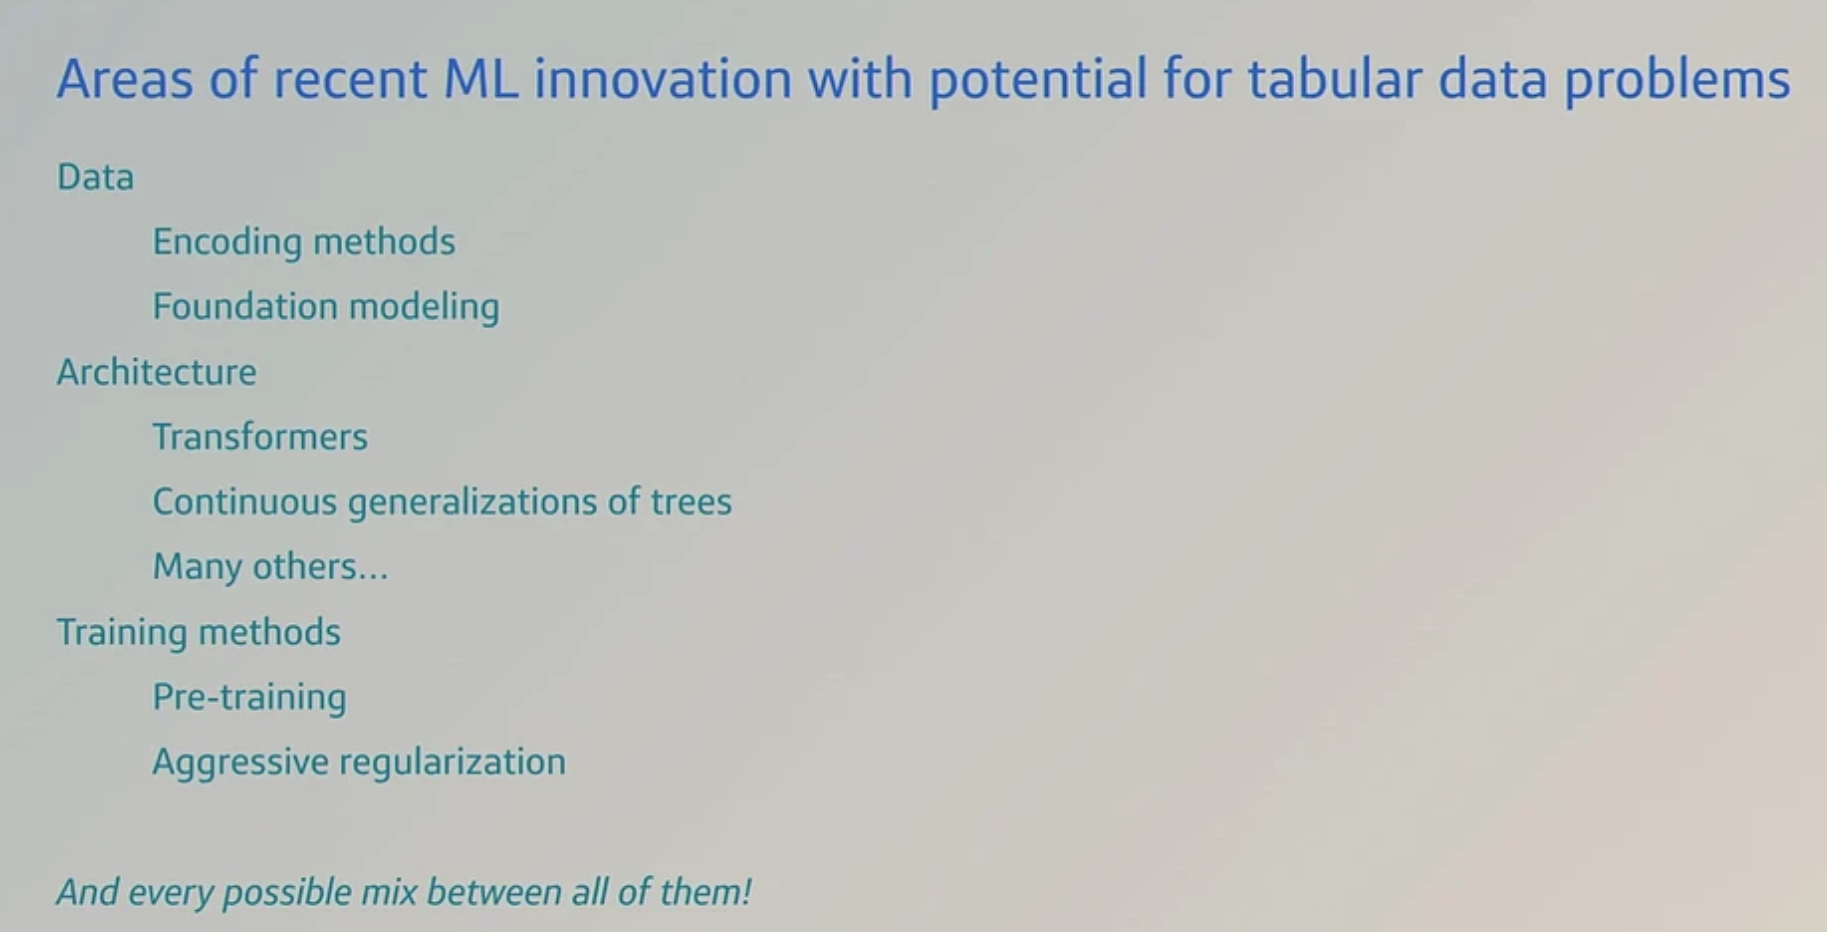 Areas of recent ML innovation with potential for tabular data problems
Data
Encoding methods
Foundation modeling
Architecture
Transformers
Continuous generalizations of trees
Many others...
Training methods
Pre-training
Aggressive regularization
And every possible mix between all of them!